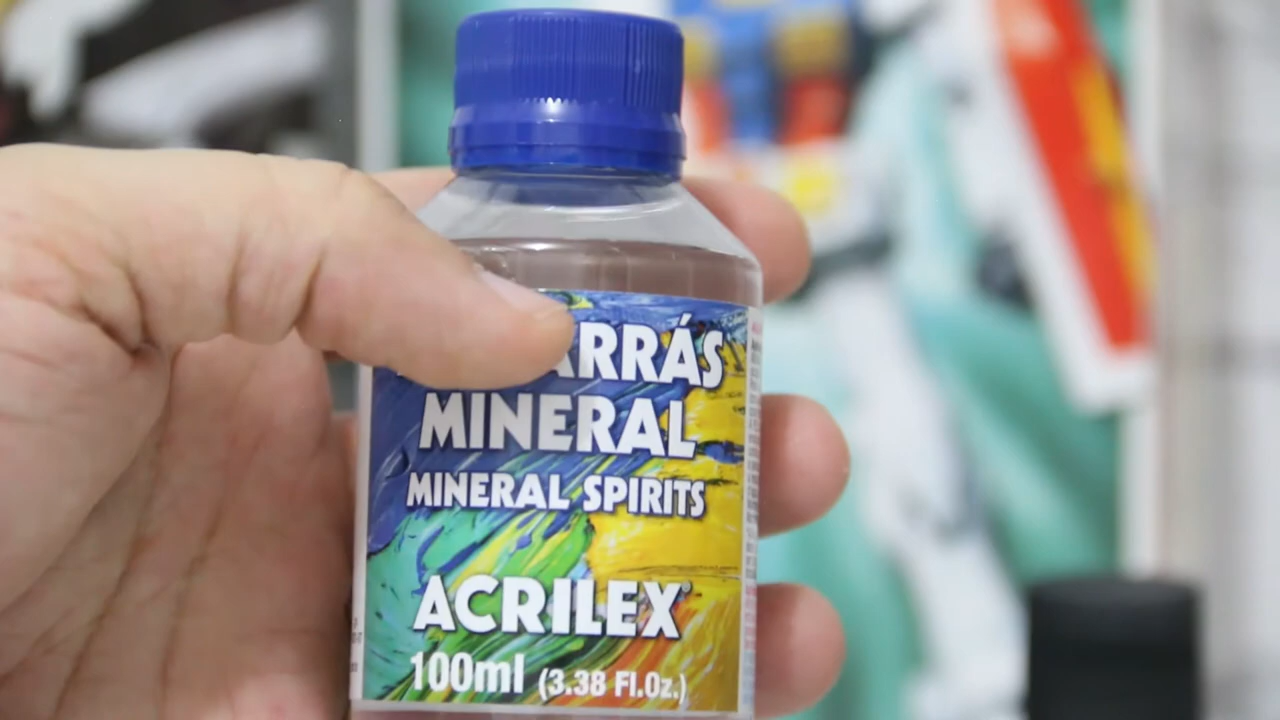 ARRÁS
MINERAL
MINERAL SPIRITS
ACRILEX®
100ml (3.38 Fl.Oz.)